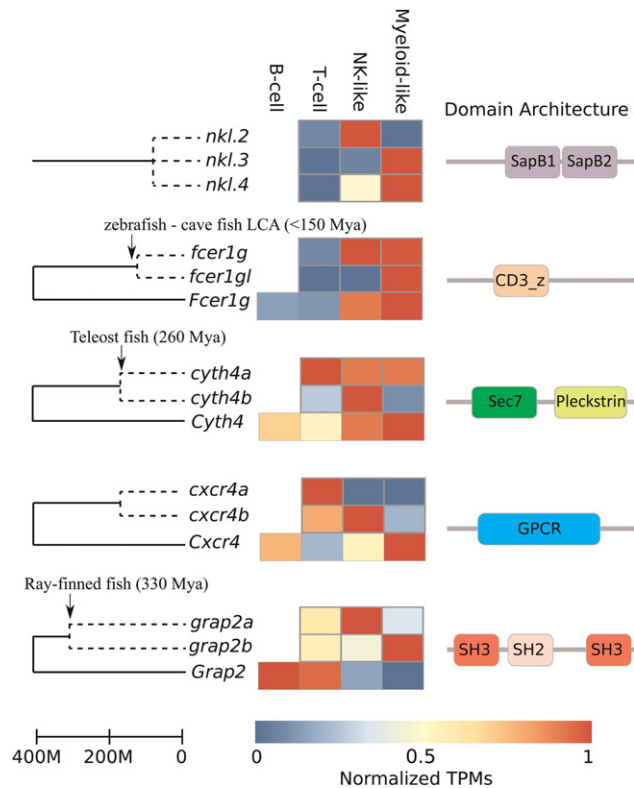 B-cell
T-cell
NK-like
Myeloid-like
Domain Architecture
nkl.2
nkl.3
nkl.4
SapB1 SapB2
zebrafish - cave fish LCA (<150 Mya)
fcer1g
fcer1gl
Fcer1g
CD3_z
Teleost fish (260 Mya)
cyth4a
cyth4b
Cyth4
Sec7 Pleckstrin
cxcr4a
cxcr4b
Cxcr4
GPCR
Ray-finned fish (330 Mya)
grap2a
grap2b
Grap2
SH3 SH2 SH3
400M 200M 0
0 0.5 1
Normalized TPMs